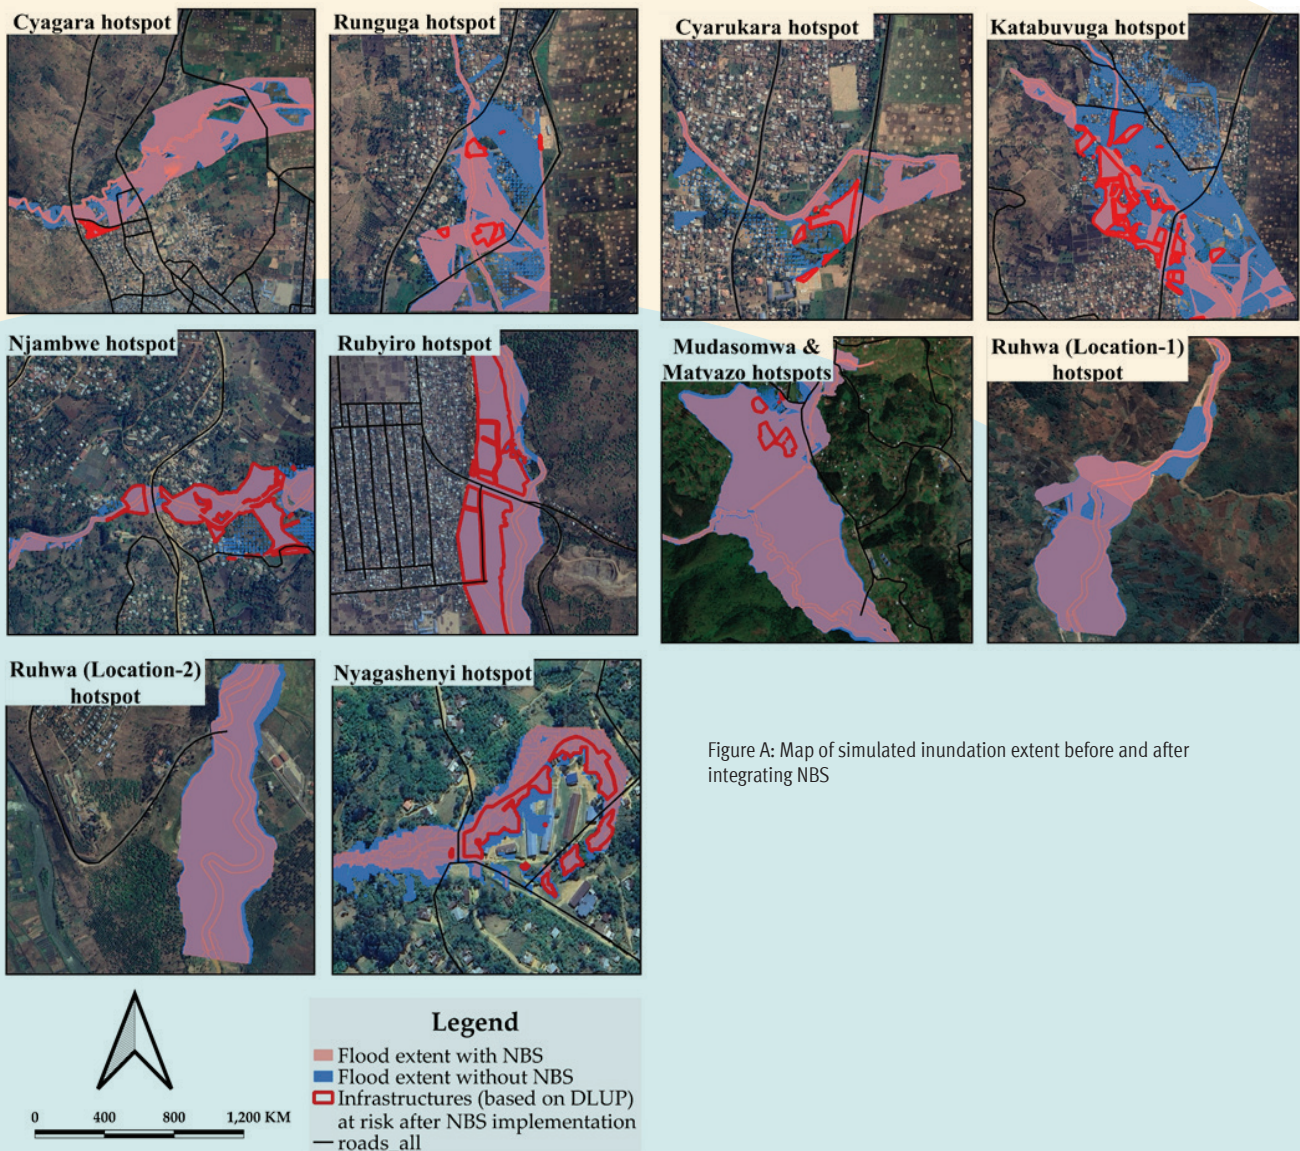 Cyagara hotspot
Runguga hotspot
Cyarukara hotspot
Katabuvuga hotspot
Njambwe hotspot
Rubyiro hotspot
Mudasomwa &
Matvazo hotspots
Ruhwa (Location-1)
hotspot
Ruhwa (Location-2)
hotspot
Nyagashenyi hotspot
Figure A: Map of simulated inundation extent before and after
integrating NBS
0 400 800 1,200 KM
Legend
Flood extent with NBS
Flood extent without NBS
Infrastructures (based on DLUP)
at risk after NBS implementation
roads_all